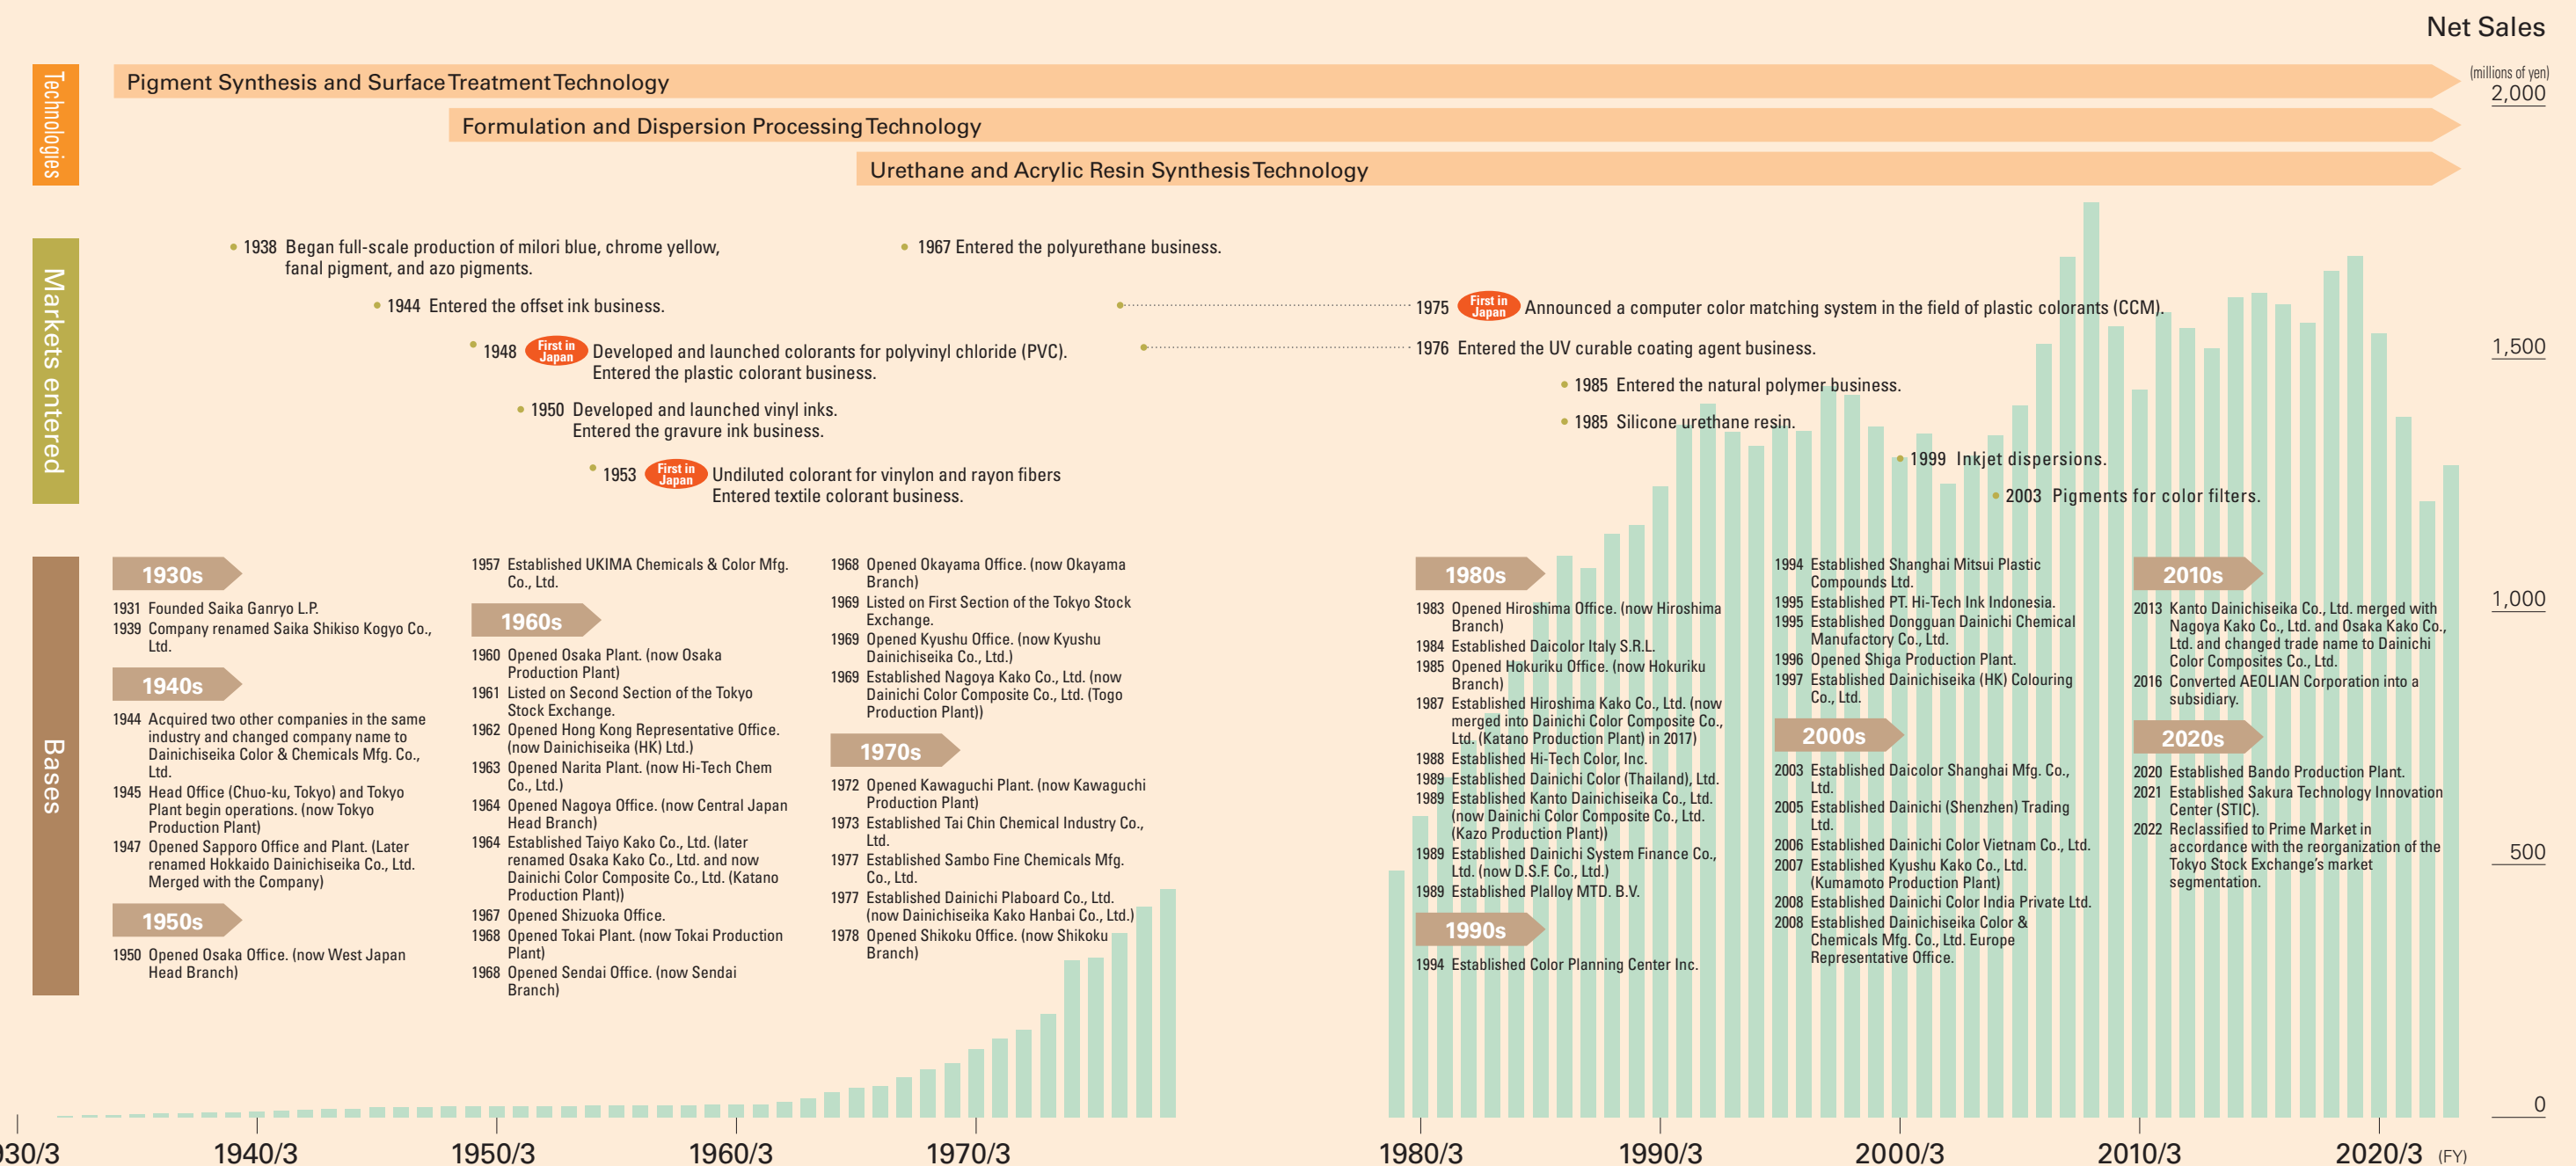 Net Sales
(millions of yen)
2,000
1,500
1,000
500
0
Technologies
Pigment Synthesis and Surface Treatment Technology
Formulation and Dispersion Processing Technology
Urethane and Acrylic Resin Synthesis Technology
Markets entered
1938 Began full-scale production of milori blue, chrome yellow,
fanal pigment, and azo pigments.
1944 Entered the offset ink business.
1948 First in
Japan Developed and launched colorants for polyvinyl chloride (PVC).
Entered the plastic colorant business.
1950 Developed and launched vinyl inks.
Entered the gravure ink business.
1953 First in
Japan Undiluted colorant for vinylon and rayon fibers
Entered textile colorant business.
1967 Entered the polyurethane business.
1975 First in
Japan Announced a computer color matching system in the field of plastic colorants (CCM).
1976 Entered the UV curable coating agent business.
1985 Entered the natural polymer business.
1985 Silicone urethane resin.
1999 Inkjet dispersions.
2003 Pigments for color filters.
Bases
1930s
1931 Founded Saika Ganryo L.P.
1939 Company renamed Saika Shikiso Kogyo Co.,
Ltd.
1940s
1944 Acquired two other companies in the same
industry and changed company name to
Dainichiseika Color & Chemicals Mfg. Co.,
Ltd.
1945 Head Office (Chuo-ku, Tokyo) and Tokyo
Plant begin operations. (now Tokyo
Production Plant)
1947 Opened Sapporo Office and Plant. (Later
renamed Hokkaido Dainichiseika Co., Ltd.
Merged with the Company)
1950s
1950 Opened Osaka Office. (now West Japan
Head Branch)
1957 Established UKIMA Chemicals & Color Mfg.
Co., Ltd.
1960s
1960 Opened Osaka Plant. (now Osaka
Production Plant)
1961 Listed on Second Section of the Tokyo
Stock Exchange.
1962 Opened Hong Kong Representative Office.
(now Dainichiseika (HK) Ltd.)
1963 Opened Narita Plant. (now Hi-Tech Chem
Co., Ltd.)
1964 Opened Nagoya Office. (now Central Japan
Head Branch)
1964 Established Taiyo Kako Co., Ltd. (later
renamed Osaka Kako Co., Ltd. and now
Dainichi Color Composite Co., Ltd. (Katano
Production Plant))
1967 Opened Shizuoka Office.
1968 Opened Tokai Plant. (now Tokai Production
Plant)
1968 Opened Sendai Office. (now Sendai
Branch)
1968 Opened Okayama Office. (now Okayama
Branch)
1969 Listed on First Section of the Tokyo Stock
Exchange.
1969 Opened Kyushu Office. (now Kyushu
Dainichiseika Co., Ltd.)
1969 Established Nagoya Kako Co., Ltd. (now
Dainichi Color Composite Co., Ltd. (Togo
Production Plant))
1970s
1972 Opened Kawaguchi Plant. (now Kawaguchi
Production Plant)
1973 Established Tai Chin Chemical Industry Co.,
Ltd.
1977 Established Sambo Fine Chemicals Mfg.
Co., Ltd.
1977 Established Dainichi Plaboard Co., Ltd.
(now Dainichiseika Kako Hanbai Co., Ltd.)
1978 Opened Shikoku Office. (now Shikoku
Branch)
1980s
1983 Opened Hiroshima Office. (now Hiroshima
Branch)
1984 Established Daicolor Italy S.R.L.
1985 Opened Hokuriku Office. (now Hokuriku
Branch)
1987 Established Hiroshima Kako Co., Ltd. (now
merged into Dainichi Color Composite Co.,
Ltd. (Katano Production Plant) in 2017)
1988 Established Hi-Tech Color, Inc.
1989 Established Dainichi Color (Thailand), Ltd.
1989 Established Kanto Dainichiseika Co., Ltd.
(now Dainichi Color Composite Co., Ltd.
(Kazo Production Plant))
1989 Established Dainichi System Finance Co.,
Ltd. (now D.S.F. Co., Ltd.)
1989 Established Plalloy MTD. B.V.
1990s
1994 Established Color Planning Center Inc.
1994 Established Shanghai Mitsui Plastic
Compounds Ltd.
1995 Established PT. Hi-Tech Ink Indonesia.
1995 Established Dongguan Dainichi Chemical
Manufactory Co., Ltd.
1996 Opened Shiga Production Plant.
1997 Established Dainichiseika (HK) Colouring
Co., Ltd.
2000s
2003 Established Daicolor Shanghai Mfg. Co.,
Ltd.
2005 Established Dainichi (Shenzhen) Trading
Ltd.
2006 Established Dainichi Color Vietnam Co., Ltd.
2007 Established Kyushu Kako Co., Ltd.
(Kumamoto Production Plant)
2008 Established Dainichi Color India Private Ltd.
2008 Established Dainichiseika Color &
Chemicals Mfg. Co., Ltd. Europe
Representative Office.
2010s
2013 Kanto Dainichiseika Co., Ltd. merged with
Nagoya Kako Co., Ltd. and Osaka Kako Co.,
Ltd. and changed trade name to Dainichi
Color Composites Co., Ltd.
2016 Converted AEOLIAN Corporation into a
subsidiary.
2020s
2020 Established Bando Production Plant.
2021 Established Sakura Technology Innovation
Center (STIC).
2022 Reclassified to Prime Market in
accordance with the reorganization of the
Tokyo Stock Exchange's market
segmentation.
30/3 1940/3 1950/3 1960/3 1970/3 1980/3 1990/3 2000/3 2010/3 2020/3 (FY)